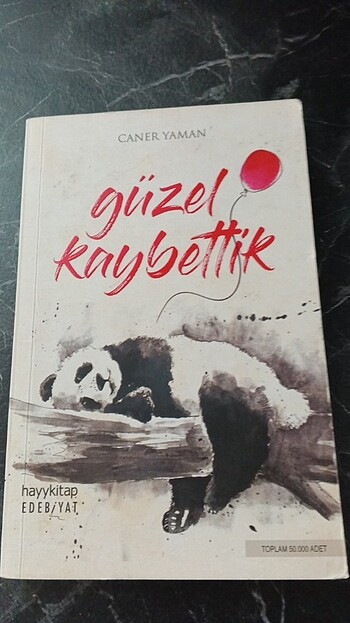 CANER YAMAN
güzel
kaybettik
hayykitap
EDEBİYAT
TOPLAM 50.000 ADET